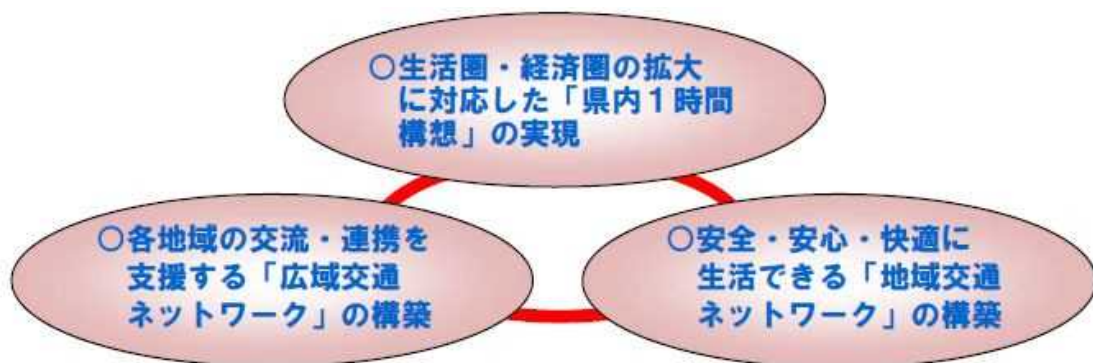 ○生活圏・経済圏の拡大
に対応した「県内１時間
構想」の実現
○各地域の交流・連携を
支援する「広域交通
ネットワーク」の構築
○安全・安心・快適に
生活できる「地域交通
ネットワーク」の構築